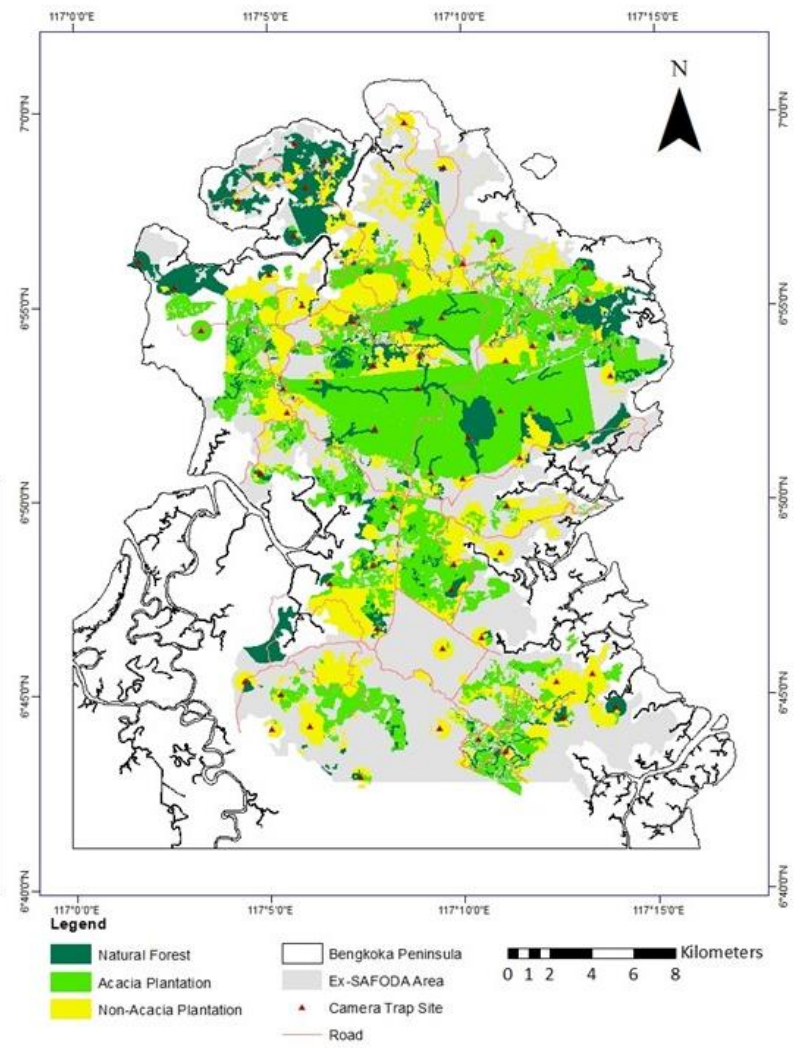 117°0'0"E 117°5'0"E 117°10'0"E 117°15'0"E
N
7°0'0"N 7°0'0"N
6°55'0"N 6°55'0"N
6°50'0"N 6°50'0"N
6°45'0"N 6°45'0"N
6°40'0"N 6°40'0"N
117°0'0"E 117°5'0"E 117°10'0"E 117°15'0"E
Legend
Natural Forest
Acacia Plantation
Non-Acacia Plantation
Bengkoka Peninsula
Ex-SAFODA Area
Camera Trap Site
Road
Kilometers
0 1 2 4 6 8